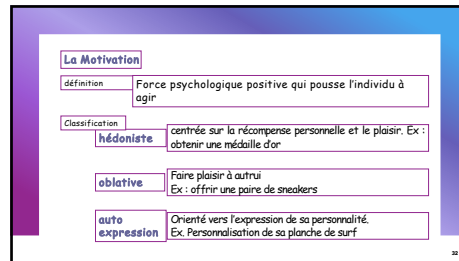 La Motivation
définition
Force psychologique positive qui pousse l'individu à
agir
Classification
hédoniste
centrée sur la récompense personnelle et le plaisir. Ex :
obtenir une médaille d'or
oblative
Faire plaisir à autrui
Ex : offrir une paire de sneakers
auto
expression
Orienté vers l'expression de sa personnalité.
Ex. Personnalisation de sa planche de surf
32